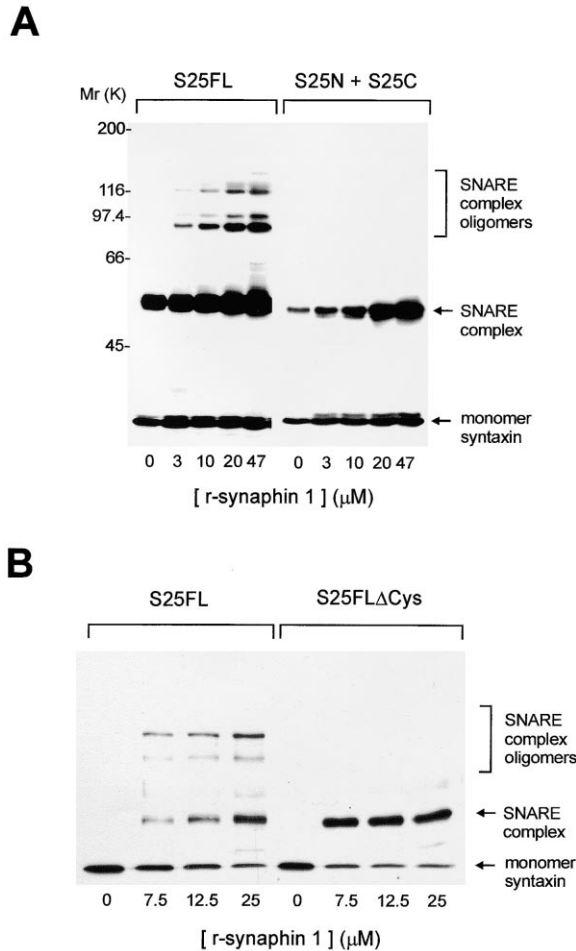 A
S25FL
S25N + S25C
Mr (K)
200-
116-
97.4-
66-
45-
SNARE
complex
oligomers
SNARE
complex
monomer
syntaxin
0 3 10 20 47 0 3 10 20 47
[ r-synaphin 1 ] (μM)
B
S25FL
S25FLΔCys
SNARE
complex
oligomers
SNARE
complex
monomer
syntaxin
0 7.5 12.5 25 0 7.5 12.5 25
[ r-synaphin 1 ] (μM)